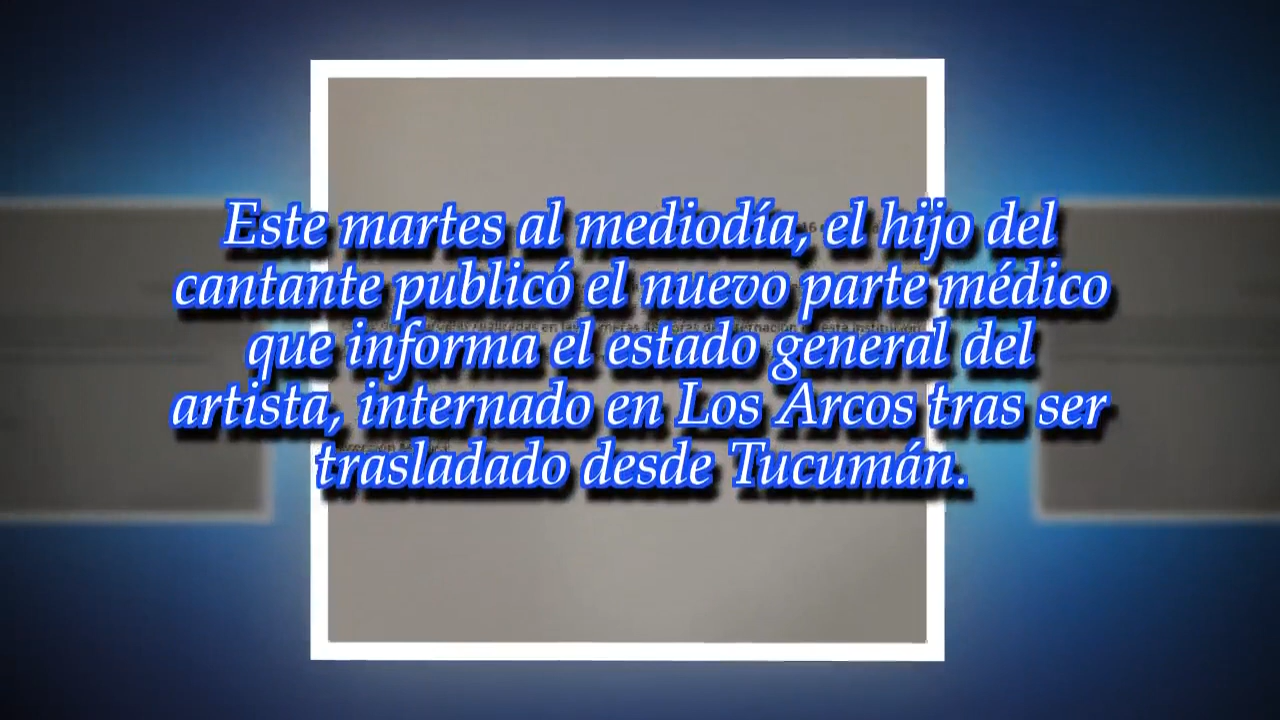 Este martes al mediodía, el hijo del
cantante publicó el nuevo parte médico
que informa el estado general del
artista, internado en Los Arcos tras ser
trasladado desde Tucumán.